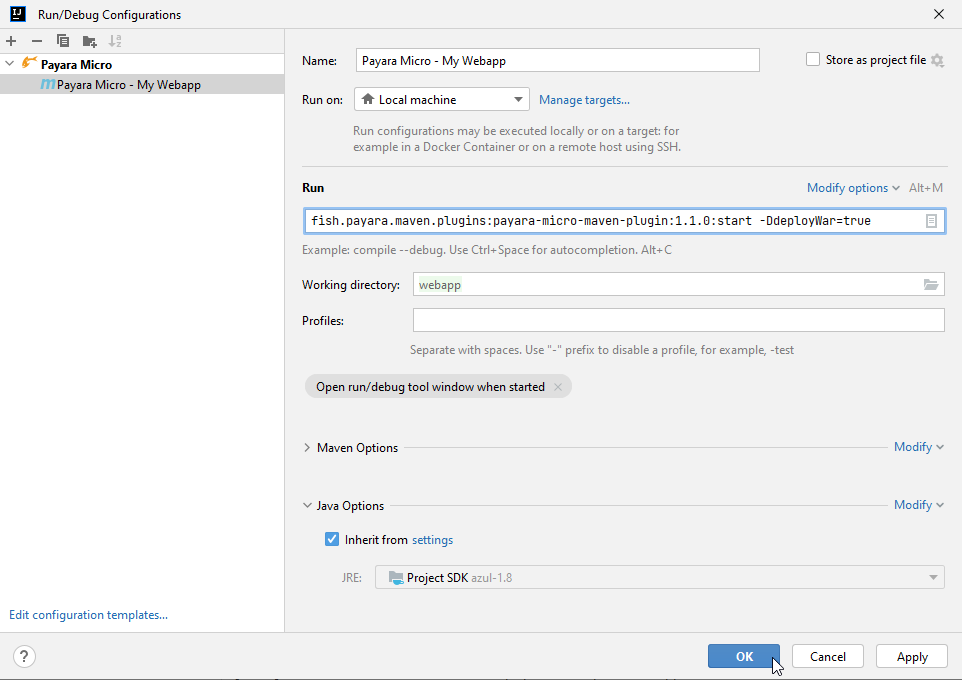 Run/Debug Configurations
Payara Micro
Payara Micro - My Webapp
Name: Payara Micro - My Webapp Store as project file
Run on: Local machine Manage targets...
Run configurations may be executed locally or on a target: for
example in a Docker Container or on a remote host using SSH.
Run Modify options Alt+M
fish.payara.maven.plugins:payara-micro-maven-plugin:1.1.0:start -DdeployWar=true
Example: compile --debug. Use Ctrl+Space for autocompletion. Alt+C
Working directory: webapp
Profiles:
Separate with spaces. Use "-" prefix to disable a profile, for example, -test
Open run/debug tool window when started
Maven Options Modify
Java Options Modify
Inherit from settings
JRE: Project SDK azul-1.8
Edit configuration templates...
? OK Cancel Apply